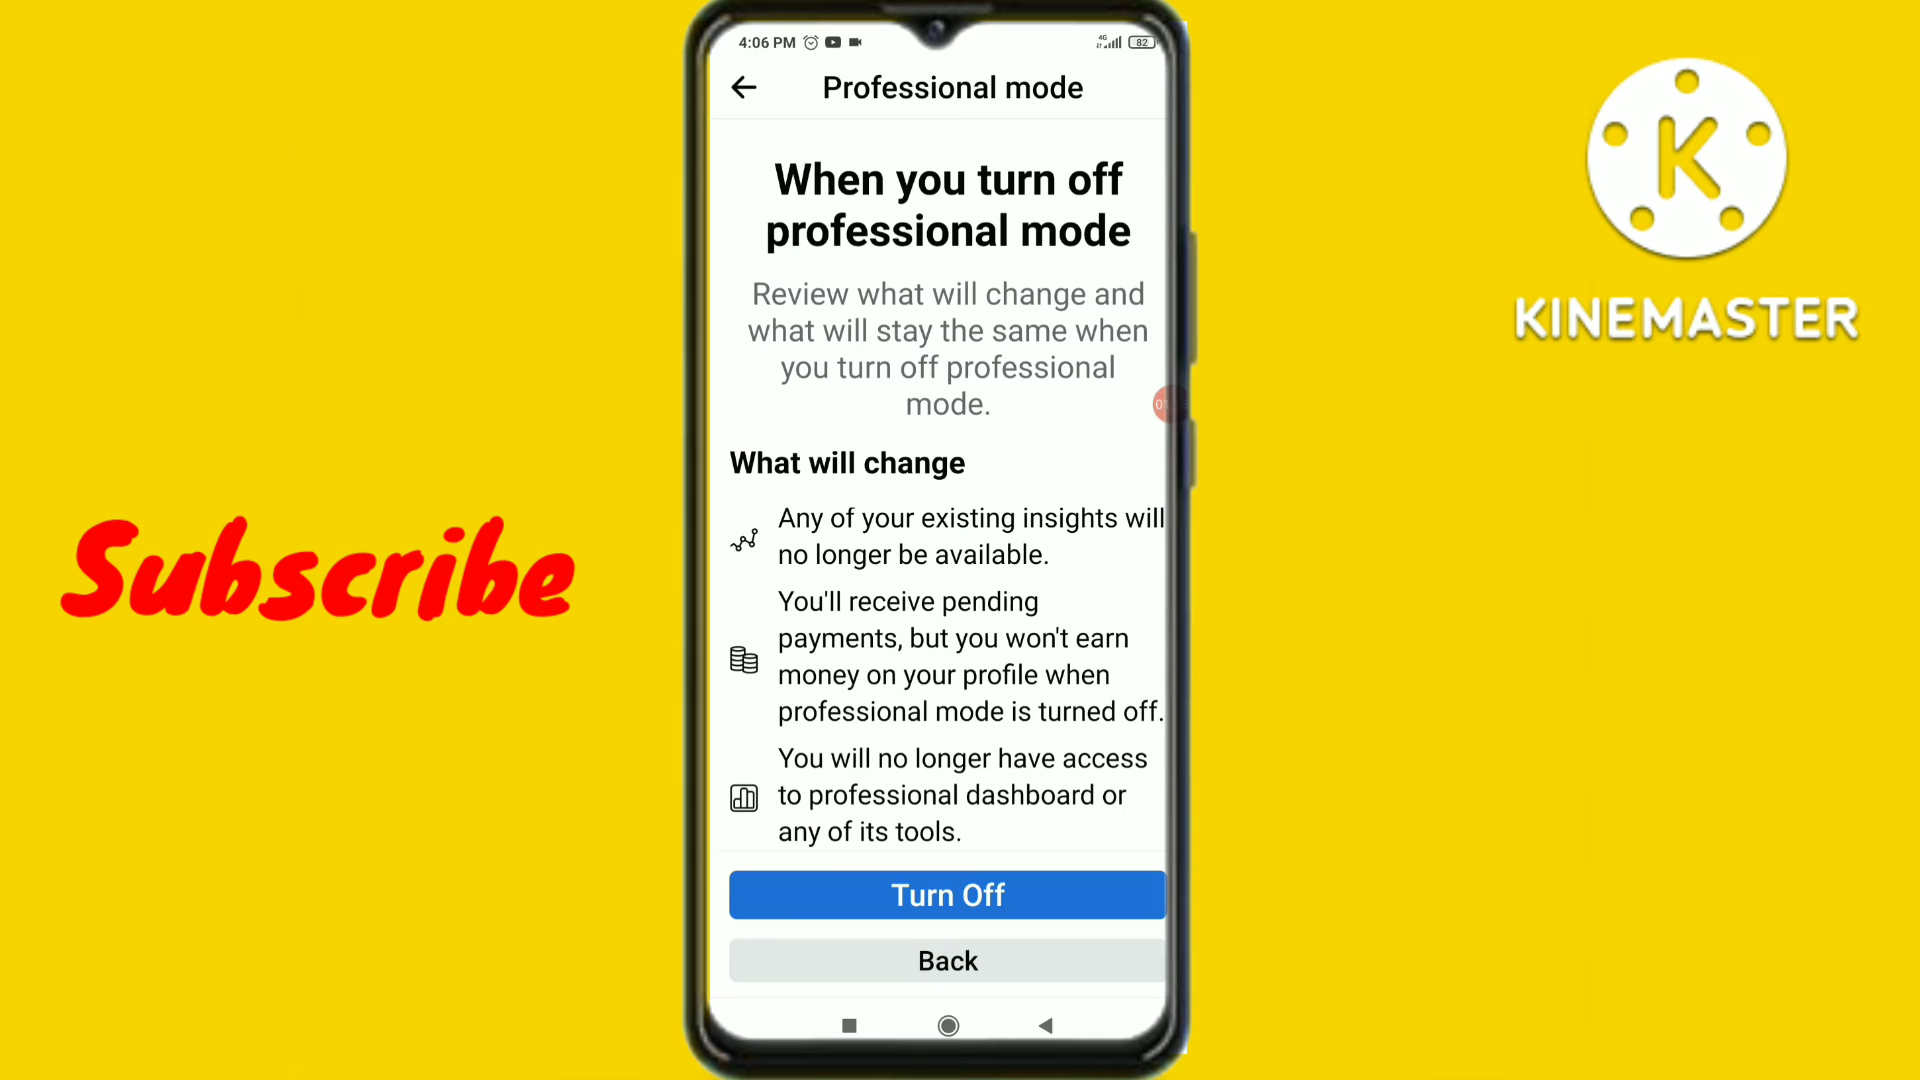 4:06 PM
4G
82
Professional mode
When you turn off
professional mode
Review what will change and
what will stay the same when
you turn off professional
mode.
What will change
Any of your existing insights will
no longer be available.
You'll receive pending
payments, but you won't earn
money on your profile when
professional mode is turned off.
You will no longer have access
to professional dashboard or
any of its tools.
Turn Off
Back
Subscribe
K
KINEMASTER